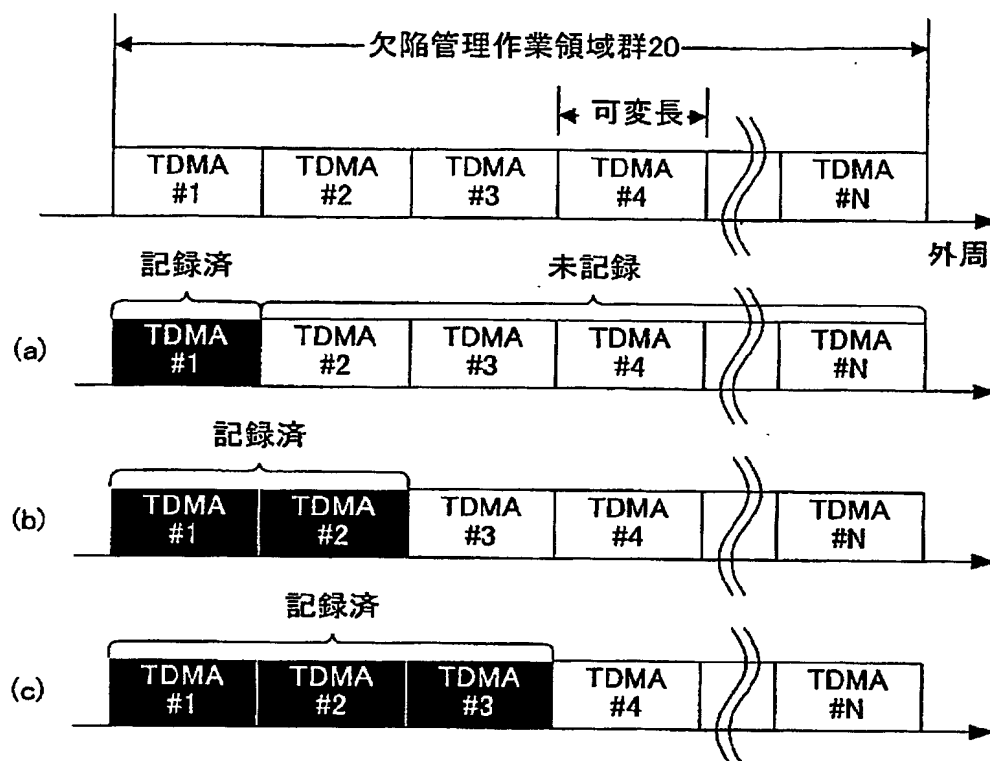 欠陥管理作業領域群20
可変長
TDMA #1 TDMA #2 TDMA #3 TDMA #4 TDMA #N
外周
記録済 未記録
(a) TDMA #1 TDMA #2 TDMA #3 TDMA #4 TDMA #N
記録済
(b) TDMA #1 TDMA #2 TDMA #3 TDMA #4 TDMA #N
記録済
(c) TDMA #1 TDMA #2 TDMA #3 TDMA #4 TDMA #N